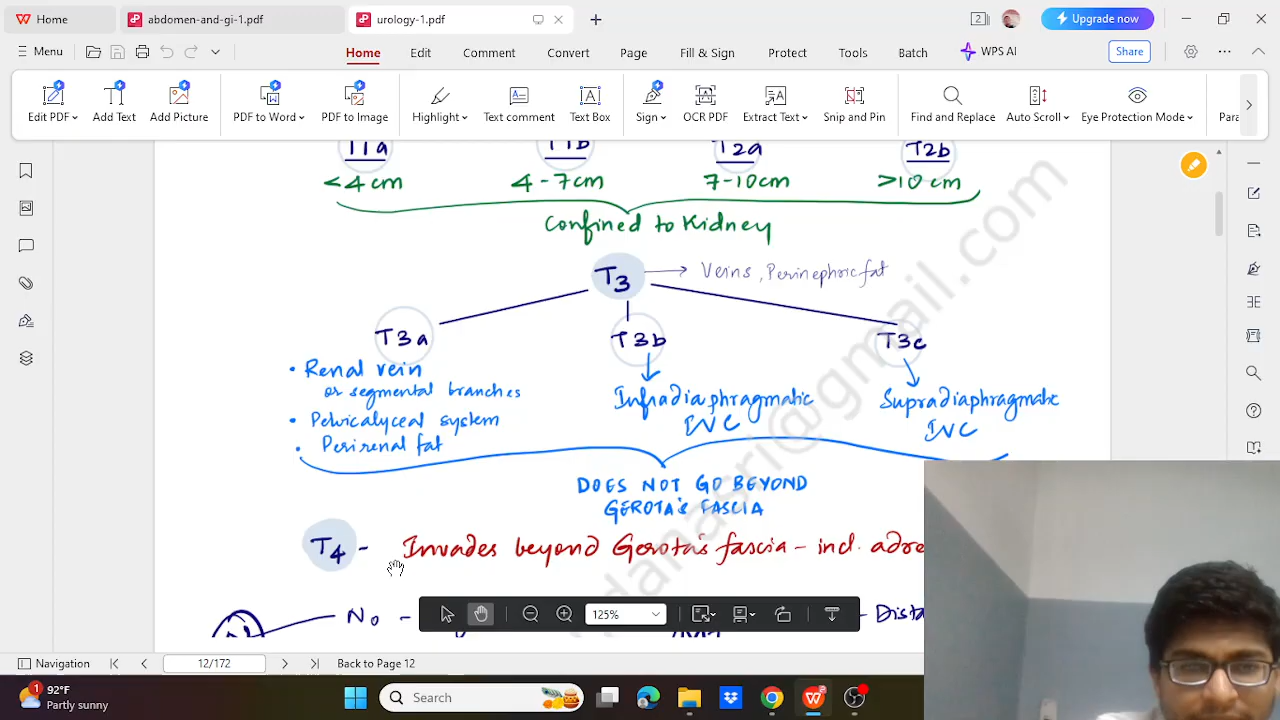 Home
abdomen-and-gi-1.pdf
urology-1.pdf
2
Upgrade now
Menu
Home
Edit
Comment
Convert
Page
Fill & Sign
Protect
Tools
Batch
WPS AI
Share
Edit PDF
Add Text
Add Picture
PDF to Word
PDF to Image
Highlight
Text comment
Text Box
Sign
OCR PDF
Extract Text
Snip and Pin
Find and Replace
Auto Scroll
Eye Protection Mode
T1a T1b T2a T2b
<4 cm 4-7cm 7-10cm >10 cm
Confined to Kidney
T3 → Veins, Perinephric fat
T3a T3b T3c
• Renal vein
or segmental branches
• Pelvicalyceal system
• Perirenal fat
Infradiaphragmatic
IVC
Supradiaphragmatic
IVC
DOES NOT GO BEYOND
GEROTA'S FASCIA
T4 - Invades beyond Gerota's fascia - incl. adre
N0 -
Dista
danasri@gmail.com
125%
Navigation
12/172
Back to Page 12
1
92°F
Partly sunny
Search